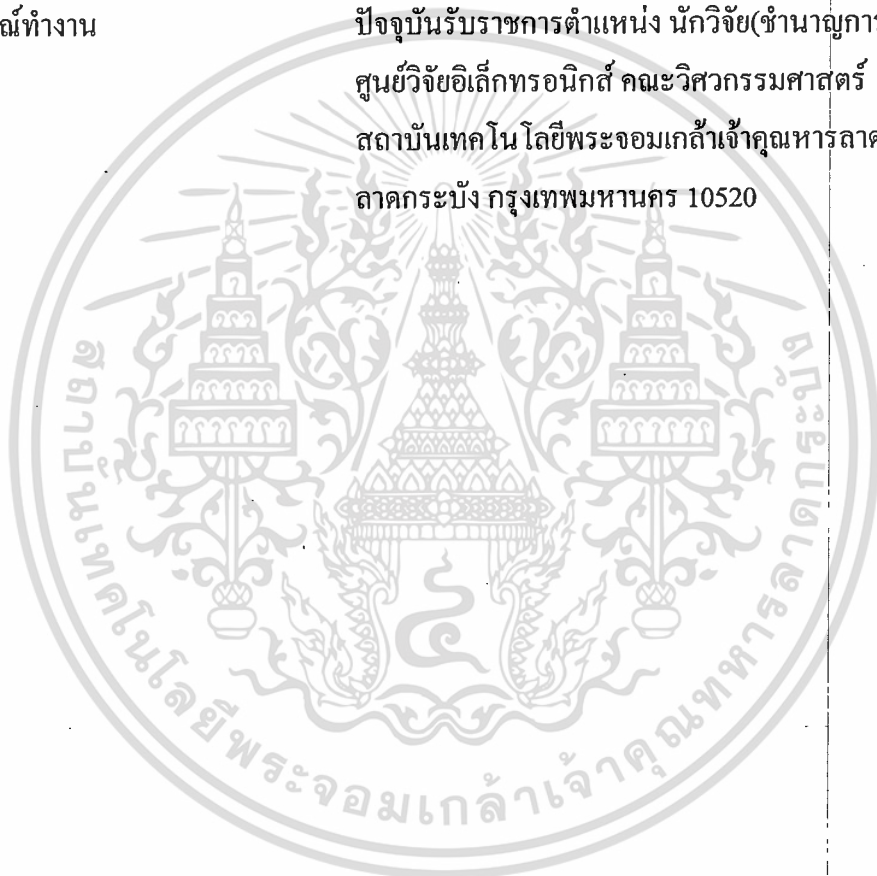 ณ์ทำงาน ปัจจุบันรับราชการตำแหน่ง นักวิจัย(ชำนาญการ
ศูนย์วิจัยอิเล็กทรอนิกส์ คณะวิศวกรรมศาสตร์
สถาบันเทคโนโลยีพระจอมเกล้าเจ้าคุณหารลาด
ลาดกระบัง กรุงเทพมหานคร 10520
สถาบันเทคโนโลยีพระจอมเกล้าเจ้าคุณทหารลาดกระบัง
๔